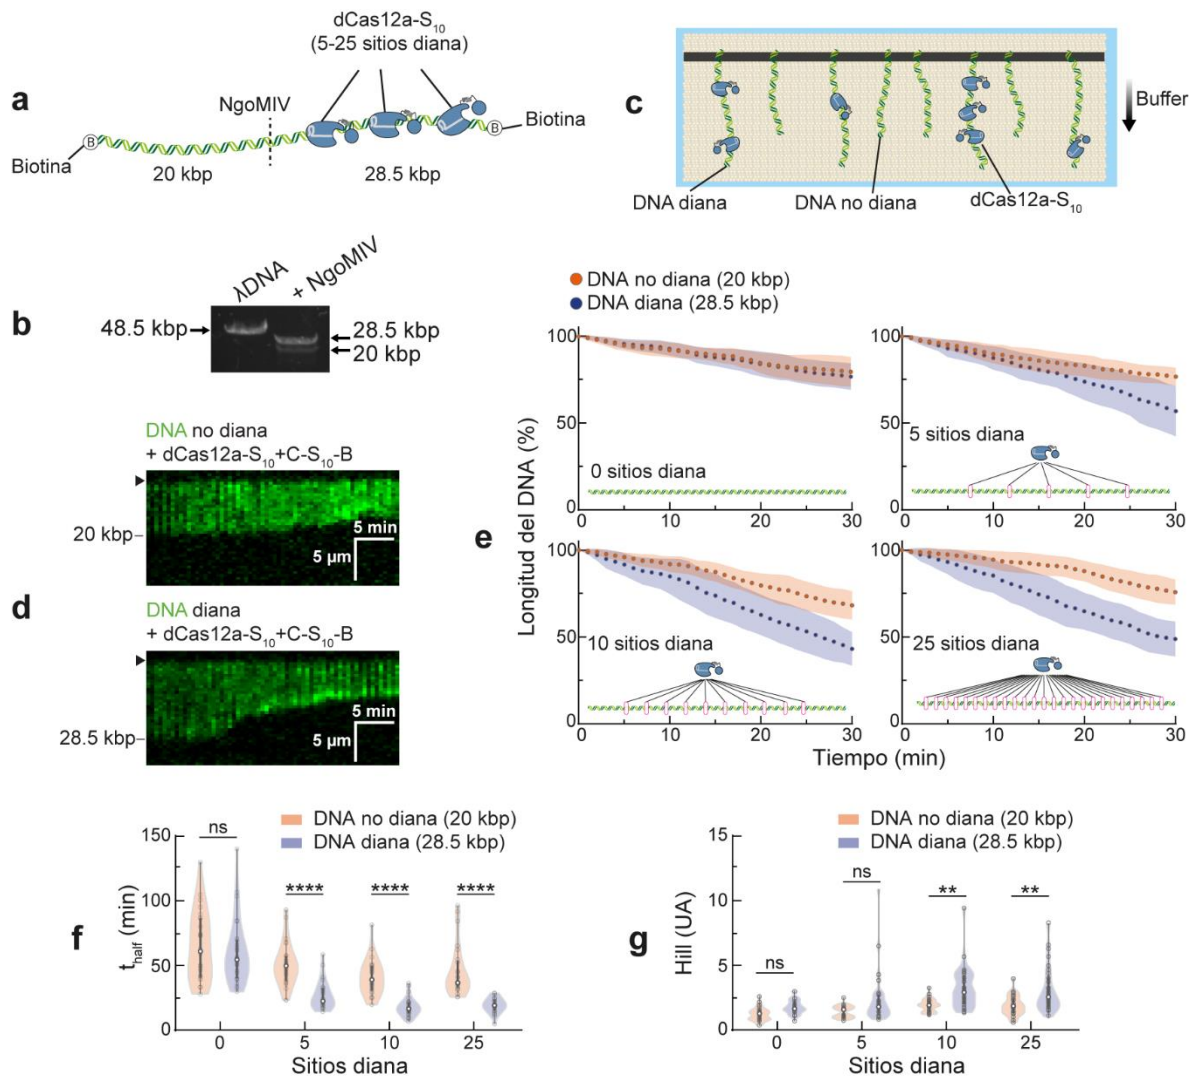 a
dCas12a-S10
(5-25 sitios diana)
NgoMIV
B
Biotina
B
Biotina
20 kbp
28.5 kbp
c
Buffer
DNA diana
DNA no diana
dCas12a-S10
b
λDNA
+ NgoMIV
48.5 kbp
28.5 kbp
20 kbp
d
DNA no diana
+ dCas12a-S10+C-S10-B
20 kbp
5 min
5 µm
DNA diana
+ dCas12a-S10+C-S10-B
28.5 kbp
5 min
5 µm
e
DNA no diana (20 kbp)
DNA diana (28.5 kbp)
Longitud del DNA (%)
100
50
0
0 sitios diana
10
20
30
100
50
0
5 sitios diana
10
20
30
100
50
0
10 sitios diana
10
20
30
100
50
0
25 sitios diana
10
20
30
Tiempo (min)
f
DNA no diana (20 kbp)
DNA diana (28.5 kbp)
thalf (min)
150
100
50
0
ns
****
****
****
0
5
10
25
Sitios diana
g
DNA no diana (20 kbp)
DNA diana (28.5 kbp)
Hill (UA)
15
10
5
0
ns
ns
**
**
0
5
10
25
Sitios diana